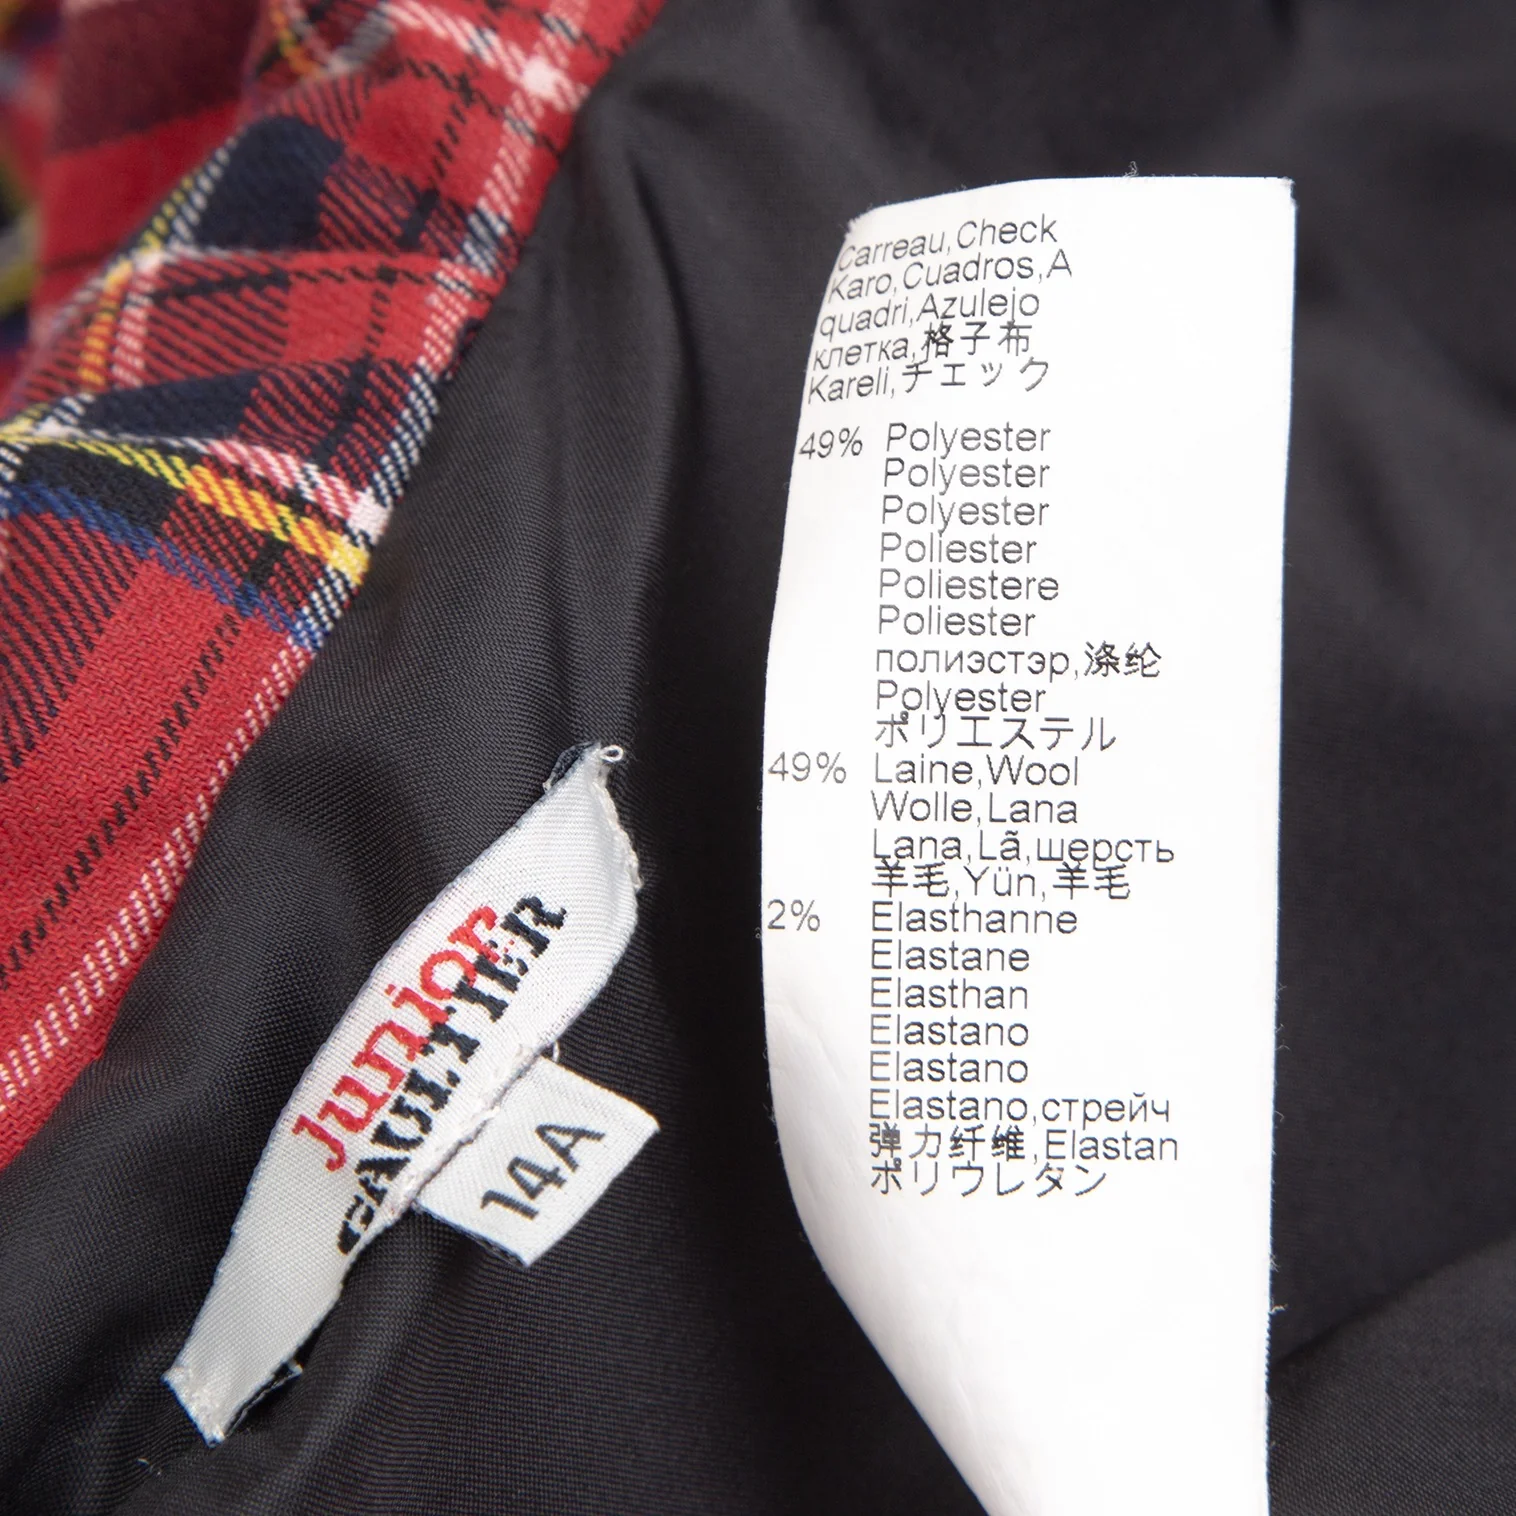 Carreau,Check
Karo,Cuadros,A
quadri,Azulejo
клетка,格子布
Kareli,チェック
49% Polyester
Polyester
Polyester
Poliester
Poliestere
Poliester
полиэстэр,涤纶
Polyester
ポリエステル
49% Laine,Wool
Wolle,Lana
Lana,Lã,шерсть
羊毛,Yün,羊毛
2% Elasthanne
Elastane
Elasthan
Elastano
Elastano
Elastano,стрейч
弹力纤维,Elastan
ポリウレタン
Junior
GAULTIER
14A